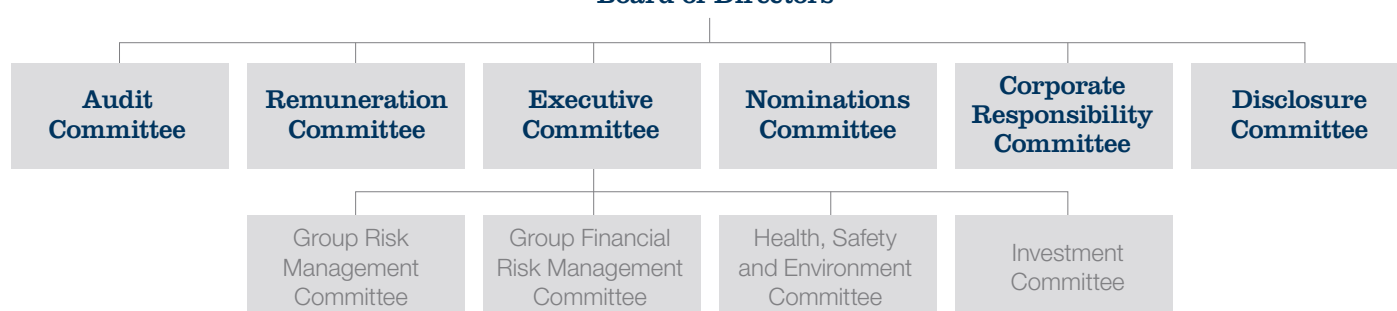 Board of Directors
Audit
Committee
Remuneration
Committee
Executive
Committee
Nominations
Committee
Corporate
Responsibility
Committee
Disclosure
Committee
Group Risk
Management
Committee
Group Financial
Risk Management
Committee
Health, Safety
and Environment
Committee
Investment
Committee